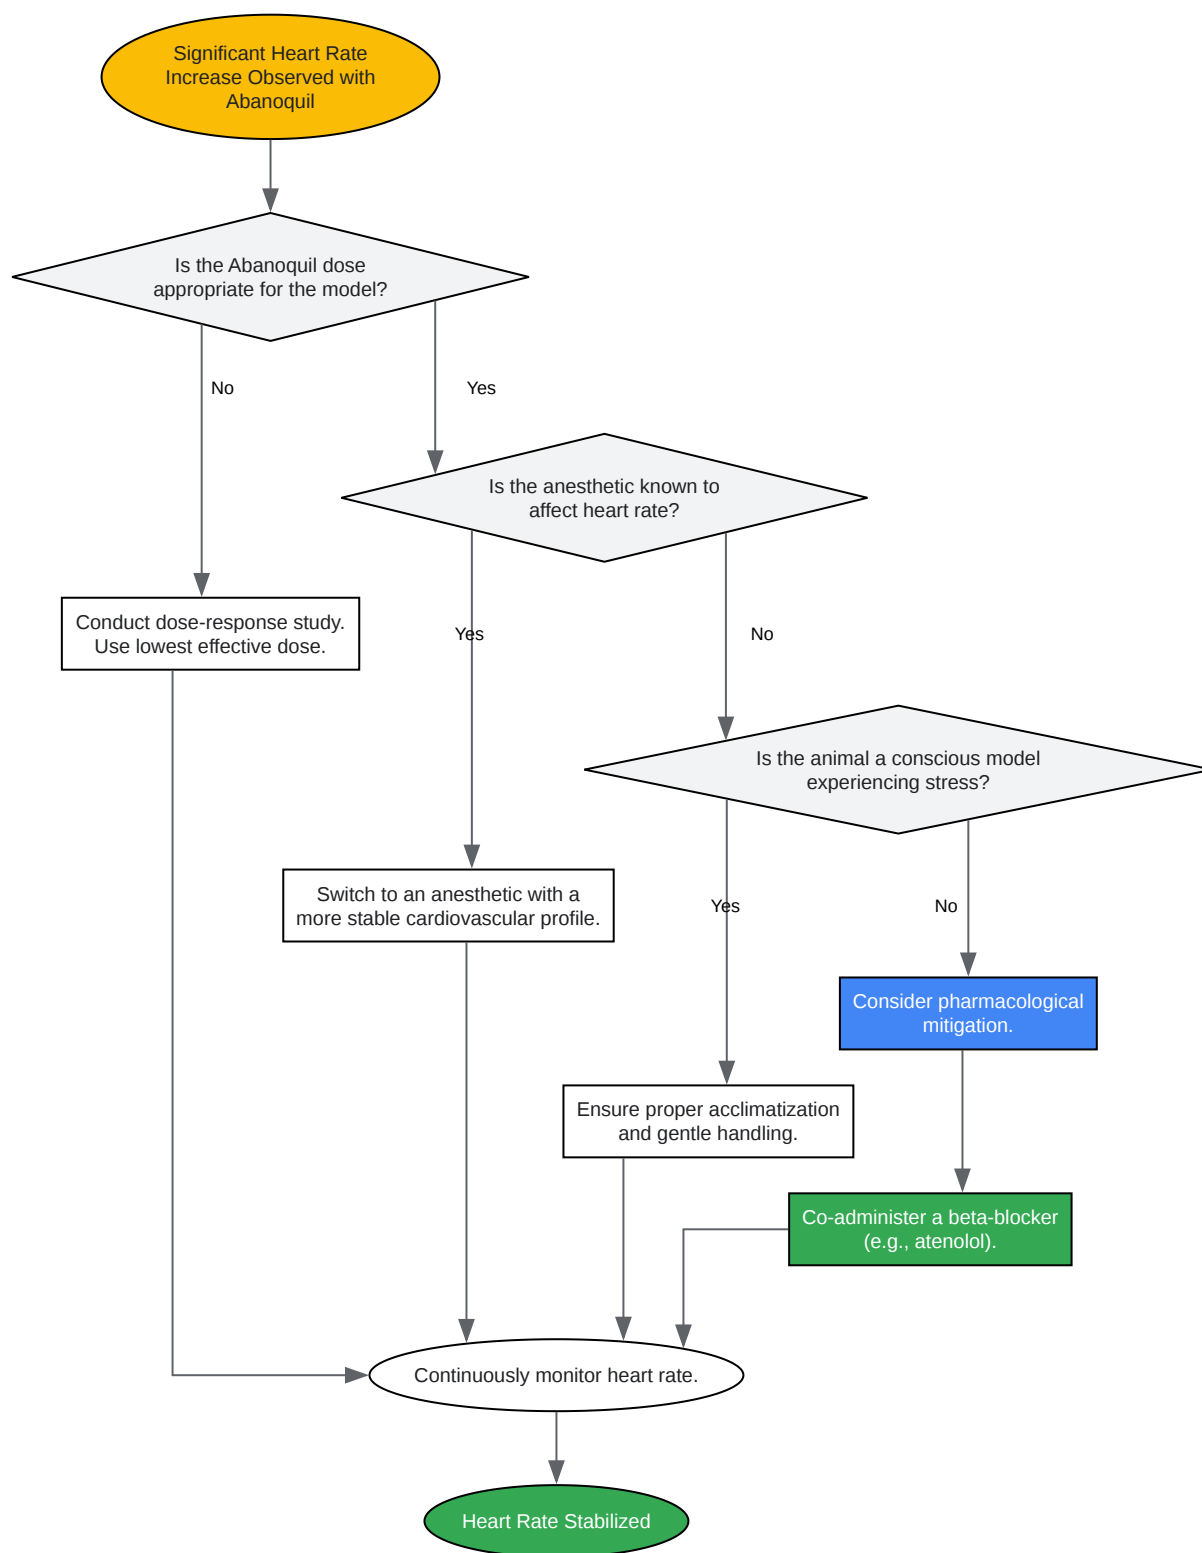 Significant Heart Rate
Increase Observed with
Abanoquil
Is the Abanoquil dose
appropriate for the model?
No
Yes
Is the anesthetic known to
affect heart rate?
Conduct dose-response study.
Use lowest effective dose.
Yes
No
Is the animal a conscious model
experiencing stress?
Switch to an anesthetic with a
more stable cardiovascular profile.
Yes
No
Consider pharmacological
mitigation.
Ensure proper acclimatization
and gentle handling.
Co-administer a beta-blocker
(e.g., atenolol).
Continuously monitor heart rate.
Heart Rate Stabilized